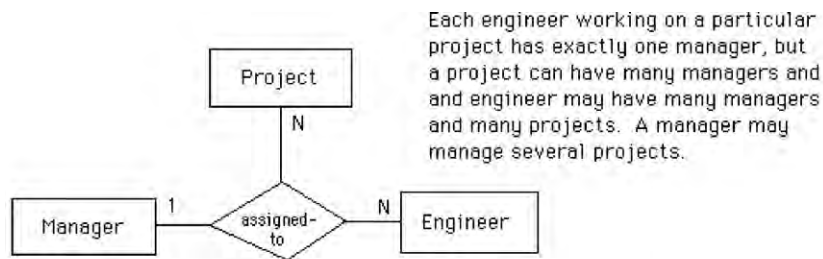 Each engineer working on a particular
project has exactly one manager, but
a project can have many managers and
and engineer may have many managers
and many projects. A manager may
manage several projects.
Project
N
Manager
1
assigned-
to
N
Engineer